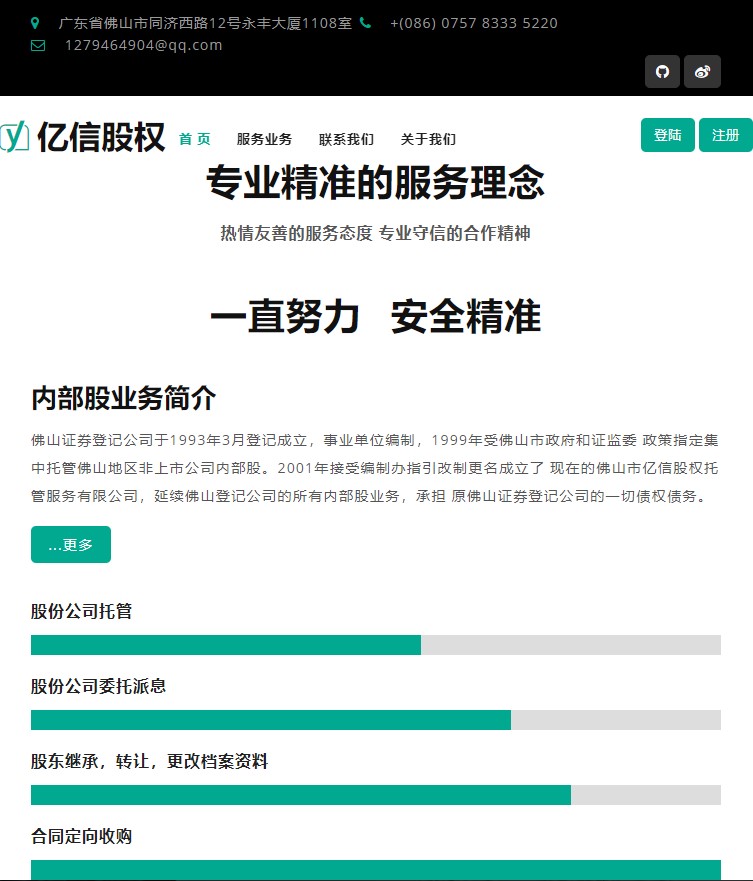 广东省佛山市同济西路12号永丰大厦1108室 +(086) 0757 8333 5220
1279464904@qq.com
亿信股权 首 页 服务业务 联系我们 关于我们 登陆 注册
专业精准的服务理念
热情友善的服务态度 专业守信的合作精神
一直努力 安全精准
内部股业务简介
佛山证券登记公司于1993年3月登记成立，事业单位编制，1999年受佛山市政府和证监委 政策指定集
中托管佛山地区非上市公司内部股。2001年接受编制办指引改制更名成立了 现在的佛山市亿信股权托
管服务有限公司，延续佛山登记公司的所有内部股业务，承担 原佛山证券登记公司的一切债权债务。
...更多
股份公司托管
股份公司委托派息
股东继承，转让，更改档案资料
合同定向收购